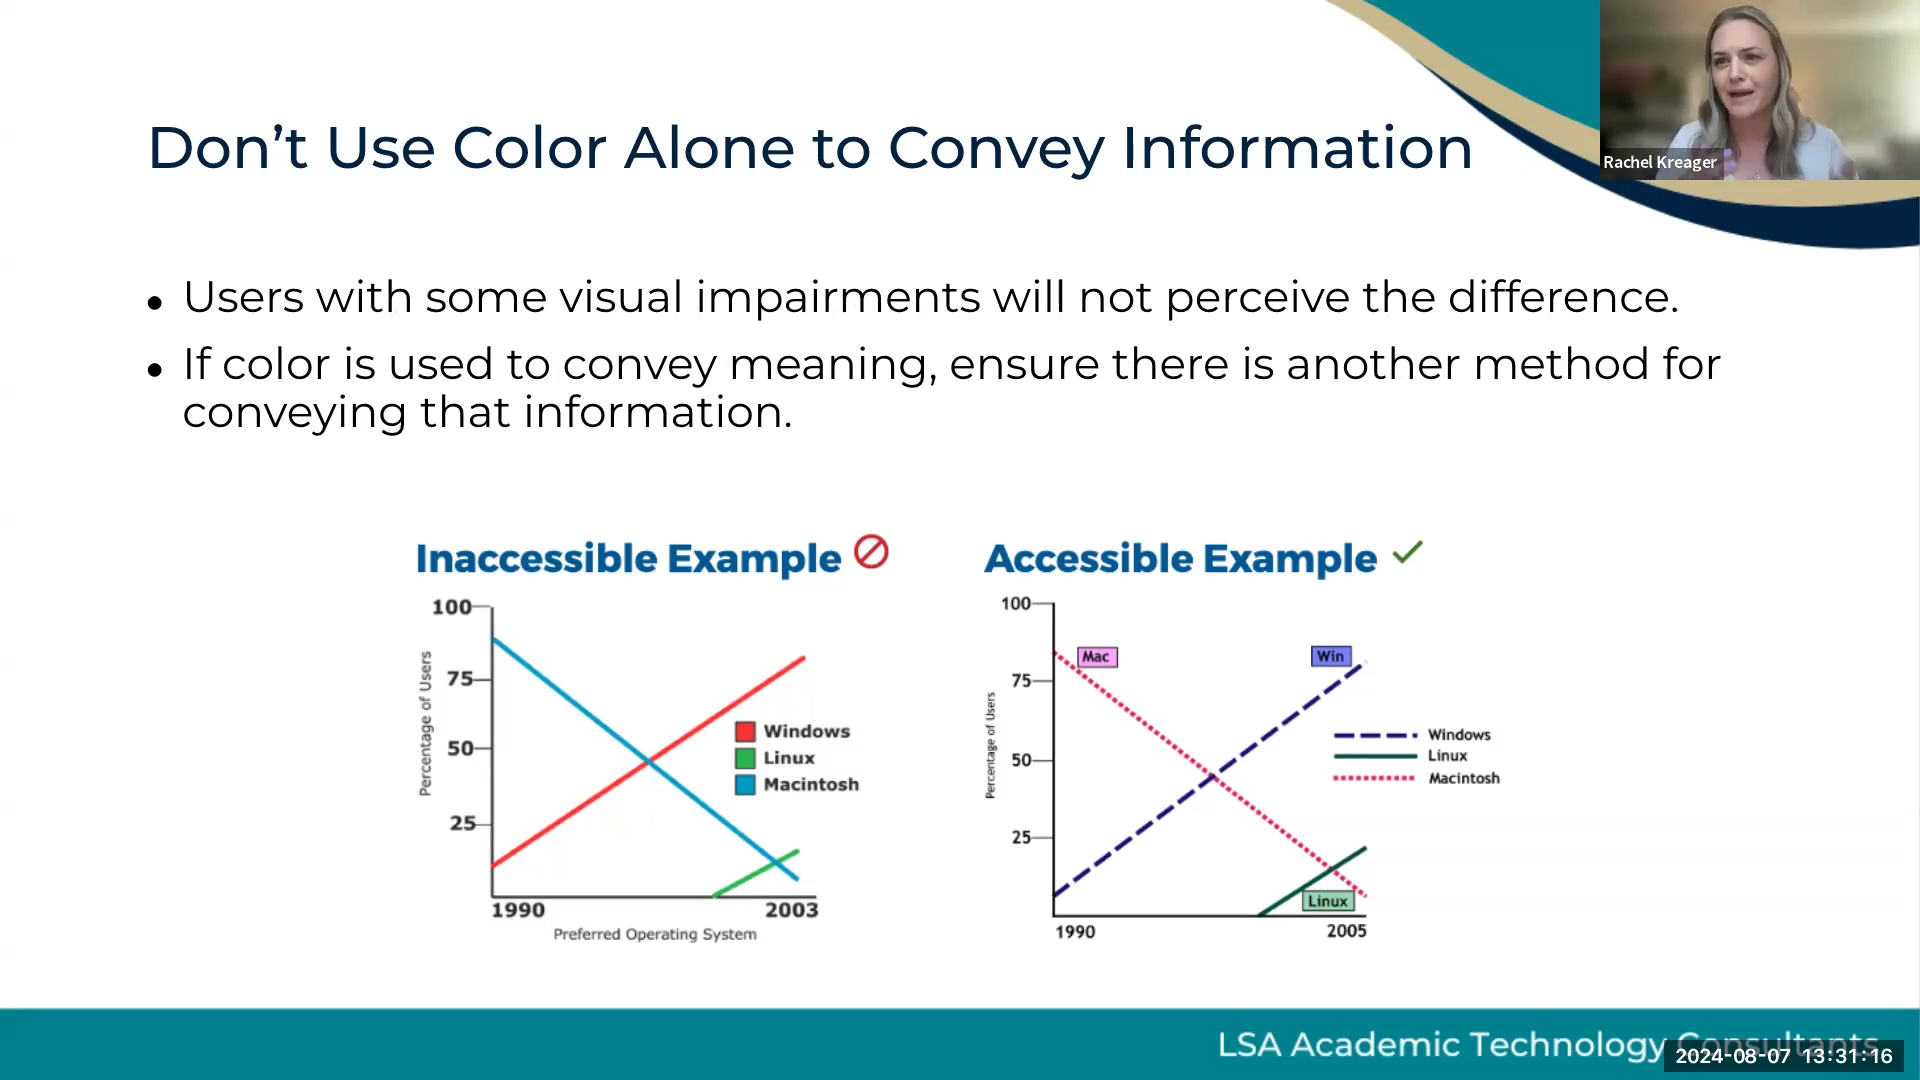 Rachel Kreager
Don’t Use Color Alone to Convey Information
• Users with some visual impairments will not perceive the difference.
• If color is used to convey meaning, ensure there is another method for
conveying that information.
Inaccessible Example
100
75
50
25
Percentage of Users
Windows
Linux
Macintosh
1990
2003
Preferred Operating System
Accessible Example
100
75
50
25
Percentage of Users
Mac
Win
Linux
Windows
Linux
Macintosh
1990
2005
LSA Academic Technology Consultants
2024-08-07 13:31:16